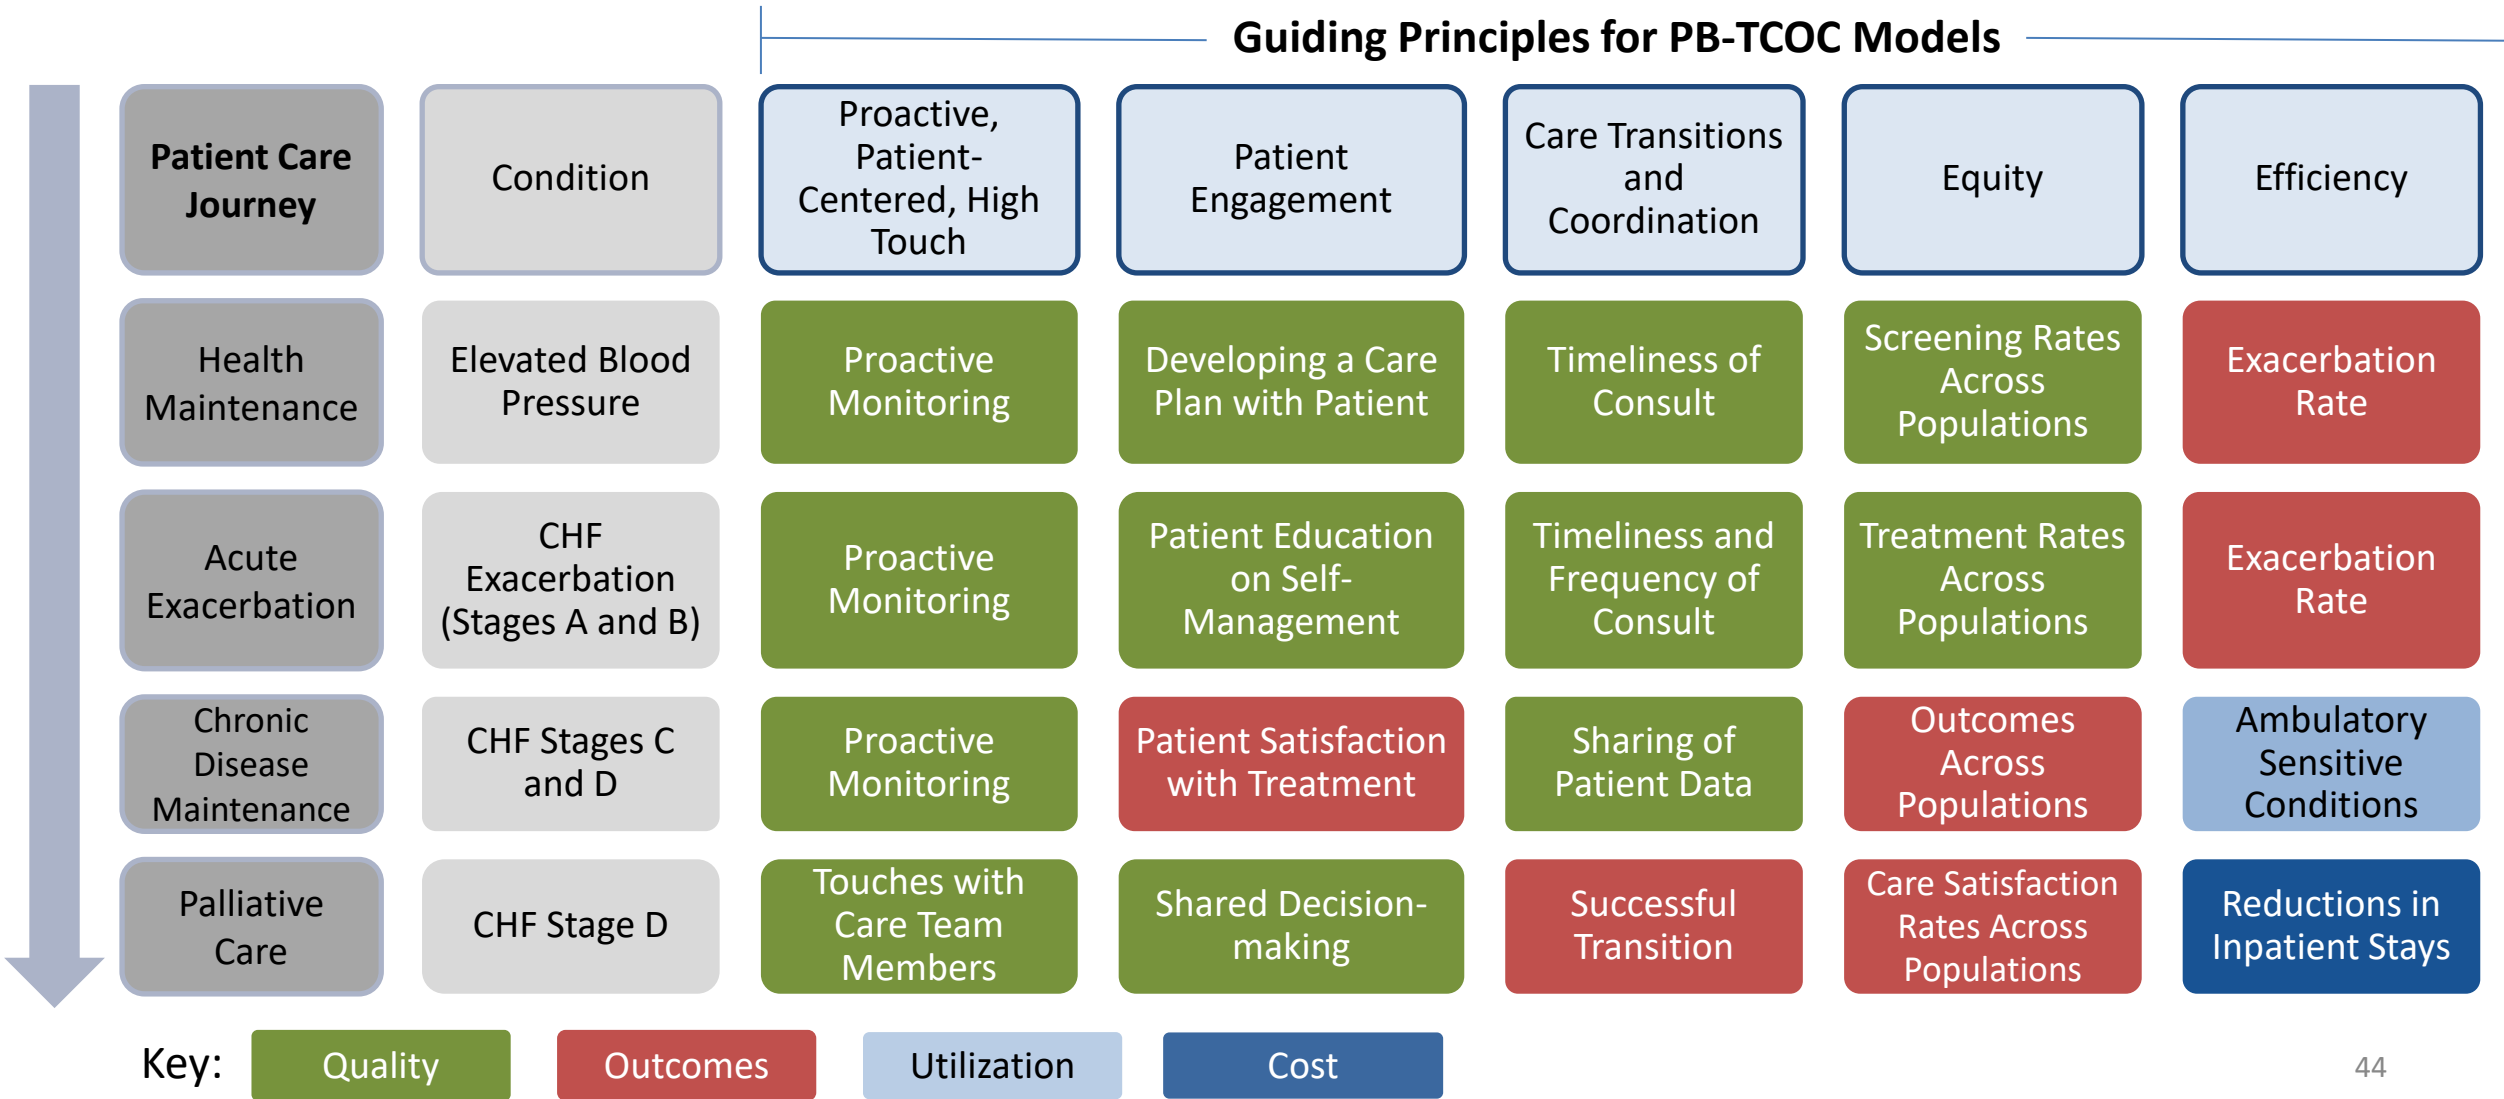 Guiding Principles for PB-TCOC Models
Patient Care
Journey
Condition
Proactive,
Patient-
Centered, High
Touch
Patient
Engagement
Care Transitions
and
Coordination
Equity
Efficiency
Health
Maintenance
Elevated Blood
Pressure
Proactive
Monitoring
Developing a Care
Plan with Patient
Timeliness of
Consult
Screening Rates
Across
Populations
Exacerbation
Rate
Acute
Exacerbation
CHF
Exacerbation
(Stages A and B)
Proactive
Monitoring
Patient Education
on Self-
Management
Timeliness and
Frequency of
Consult
Treatment Rates
Across
Populations
Exacerbation
Rate
Chronic
Disease
Maintenance
CHF Stages C
and D
Proactive
Monitoring
Patient Satisfaction
with Treatment
Sharing of
Patient Data
Outcomes
Across
Populations
Ambulatory
Sensitive
Conditions
Palliative
Care
CHF Stage D
Touches with
Care Team
Members
Shared Decision-
making
Successful
Transition
Care Satisfaction
Rates Across
Populations
Reductions in
Inpatient Stays
Key:
Quality
Outcomes
Utilization
Cost
44